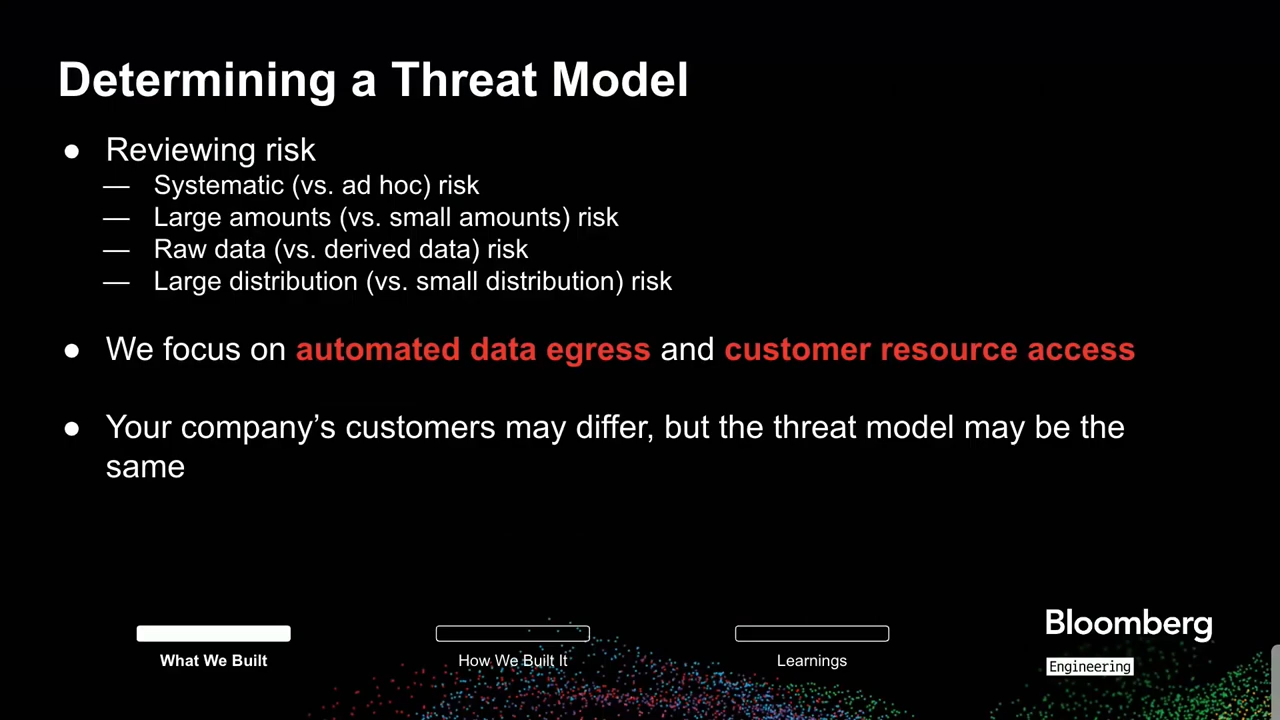 Determining a Threat Model
● Reviewing risk
— Systematic (vs. ad hoc) risk
— Large amounts (vs. small amounts) risk
— Raw data (vs. derived data) risk
— Large distribution (vs. small distribution) risk
● We focus on automated data egress and customer resource access
● Your company’s customers may differ, but the threat model may be the
same
What We Built
How We Built It
Learnings
Bloomberg
Engineering